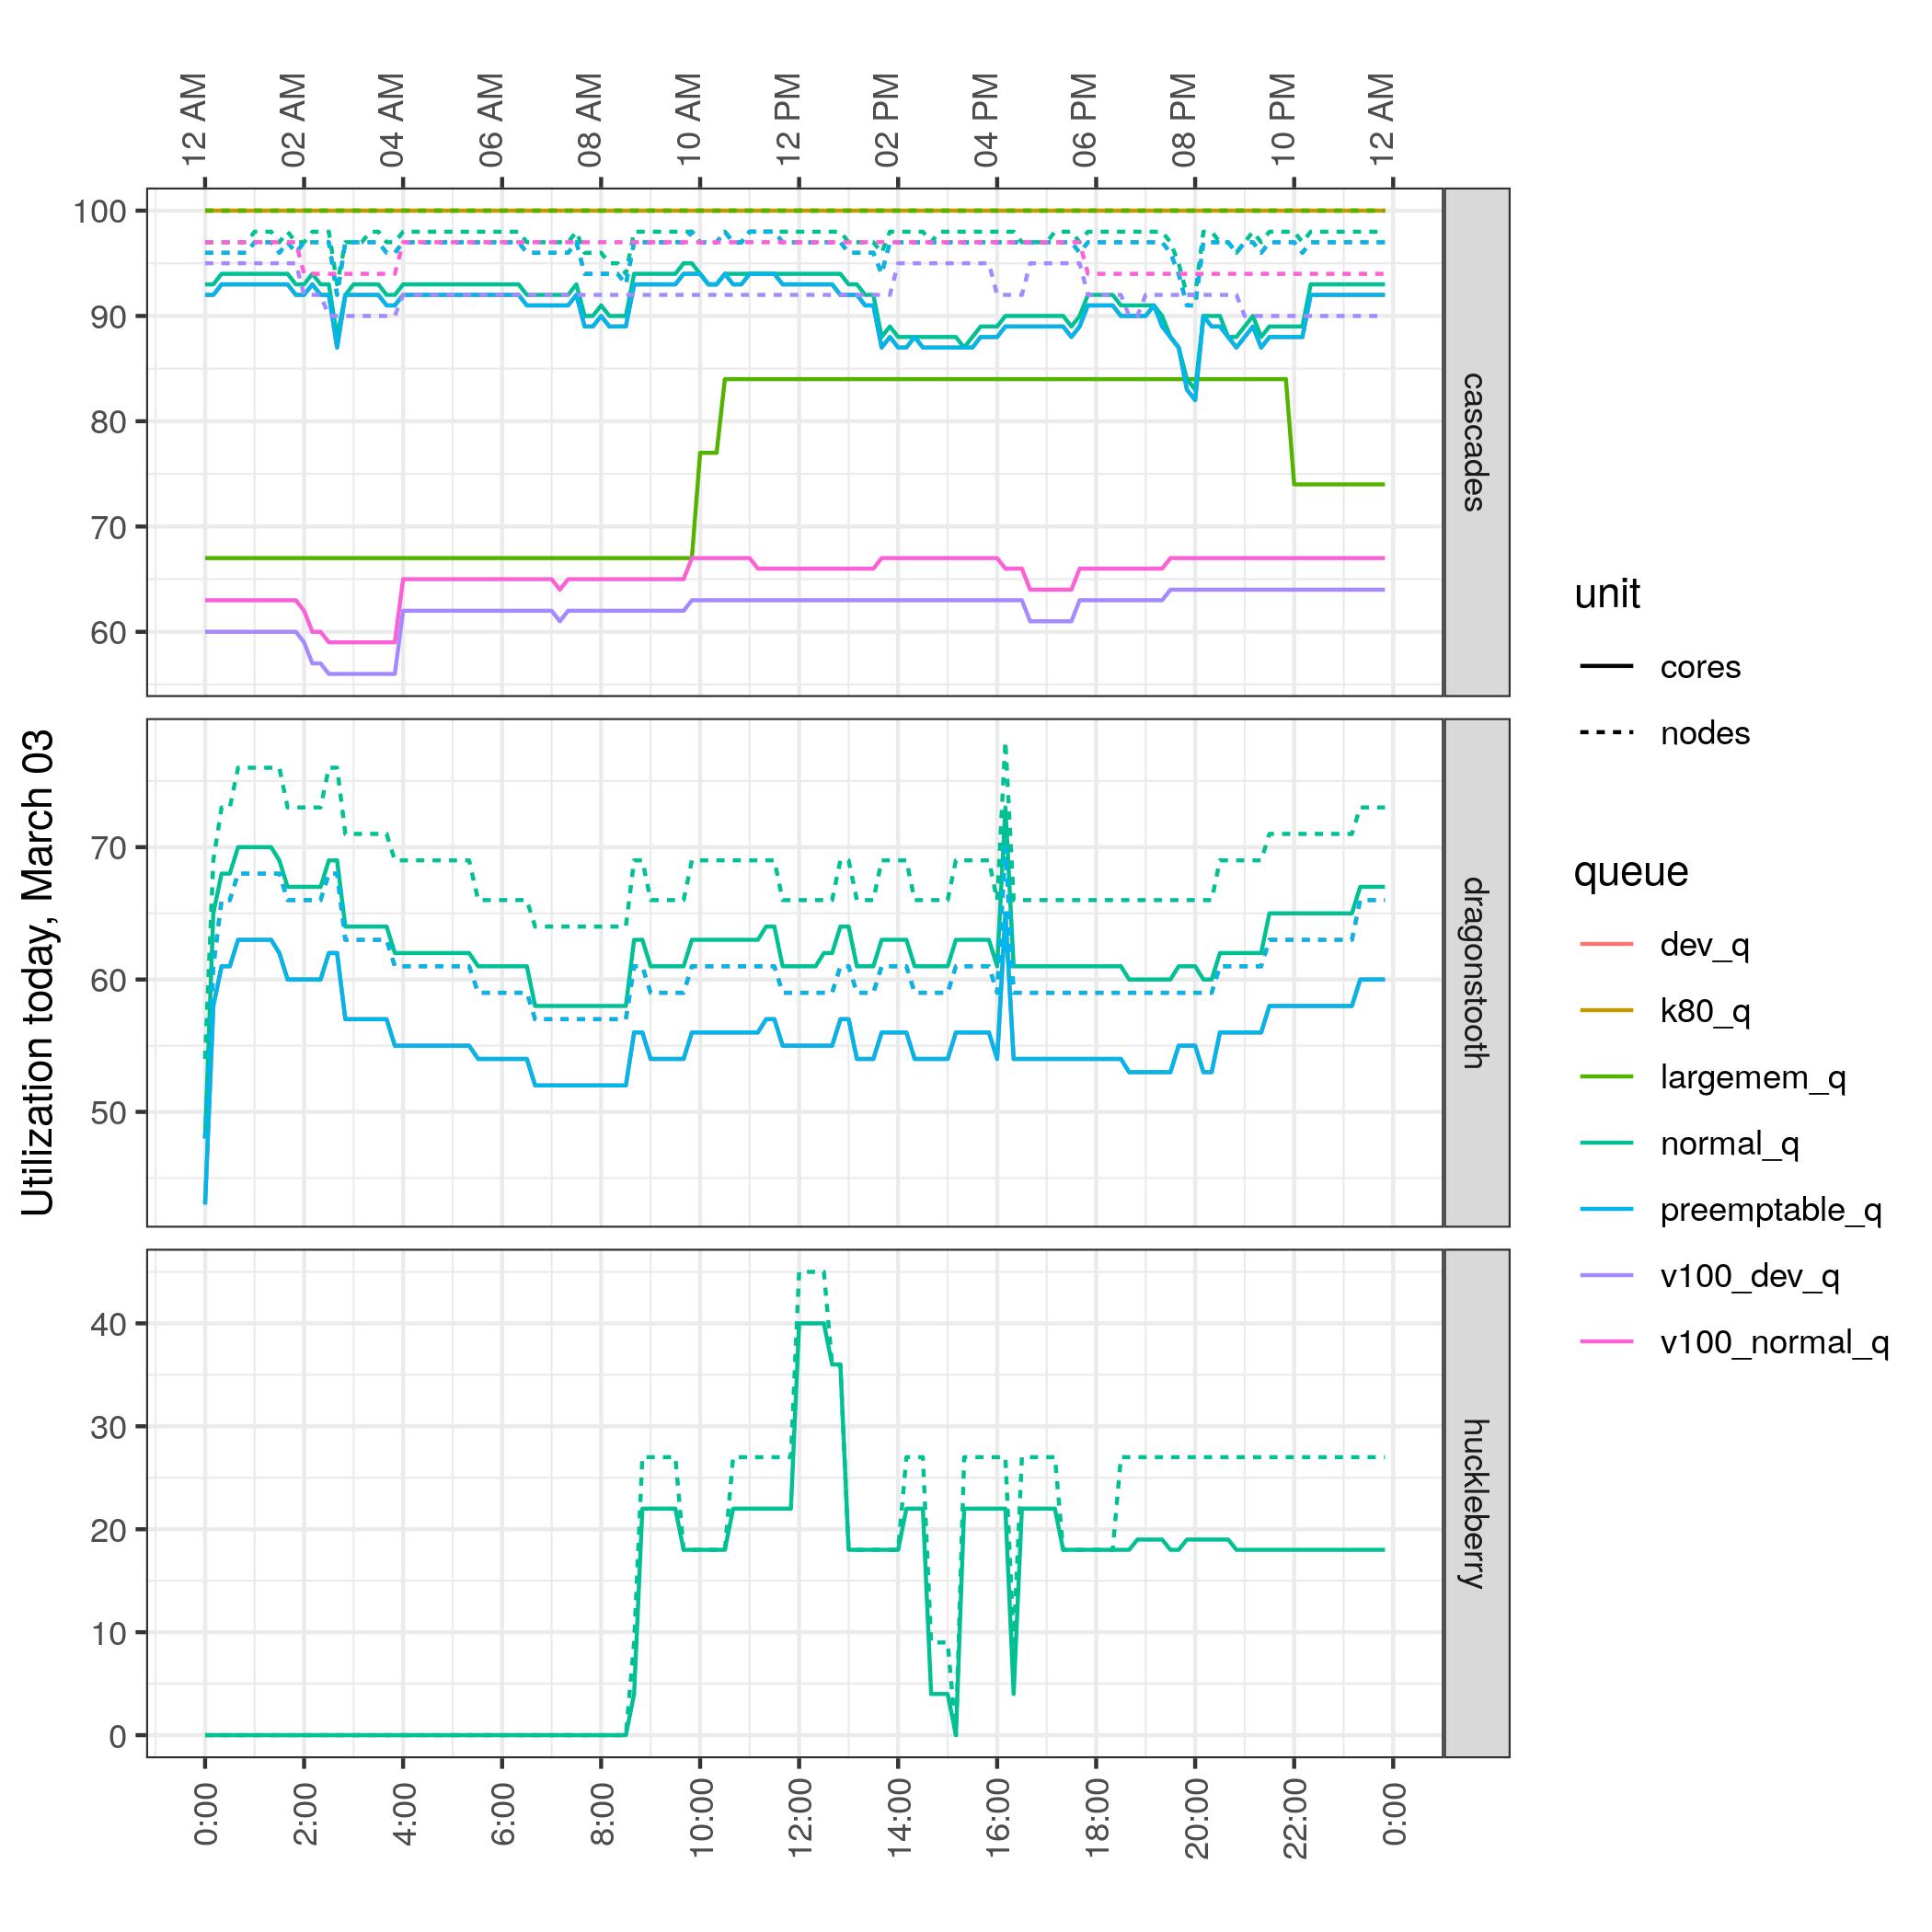 12 AM
02 AM
04 AM
06 AM
08 AM
10 AM
12 PM
02 PM
04 PM
06 PM
08 PM
10 PM
12 AM
Utilization today, March 03
100
90
80
70
60
cascades
70
60
50
dragonstooth
40
30
20
10
0
huckleberry
0:00
2:00
4:00
6:00
8:00
10:00
12:00
14:00
16:00
18:00
20:00
22:00
0:00
unit
cores
nodes
queue
dev_q
k80_q
largemem_q
normal_q
preemptable_q
v100_dev_q
v100_normal_q